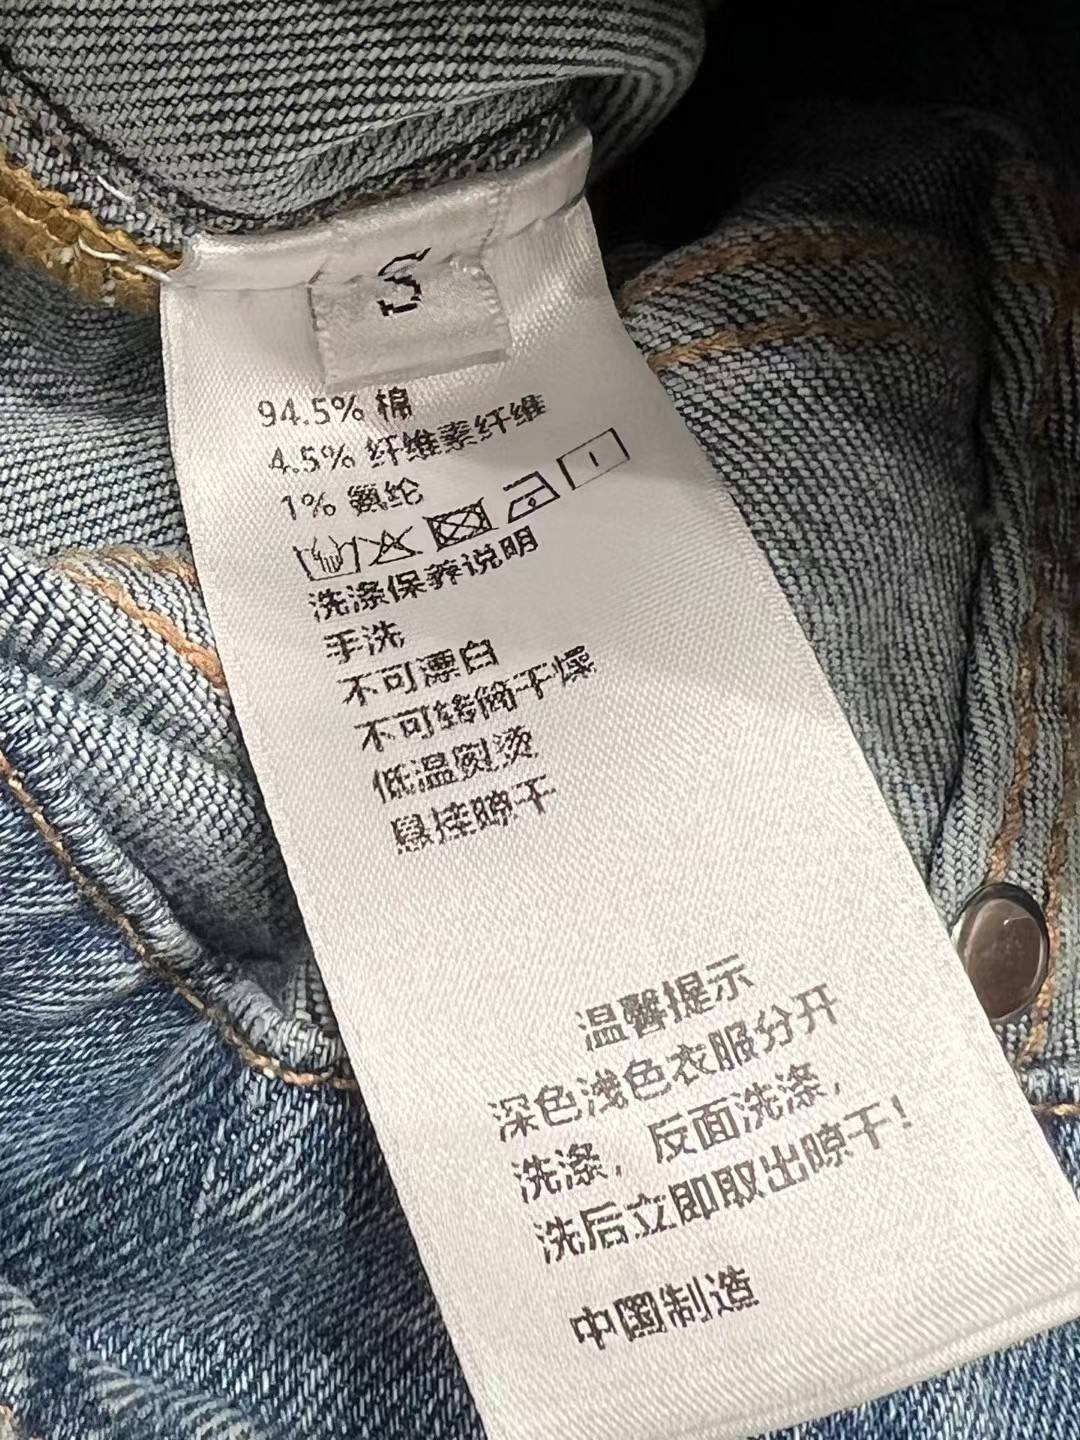 S
94.5% 棉
4.5% 纤维素纤维
1% 氨纶
洗涤保养说明
手洗
不可漂白
不可转筒干燥
低温熨烫
悬挂晾干
温馨提示
深色浅色衣服分开
洗涤，反面洗涤，
洗后立即取出晾干！
中国制造